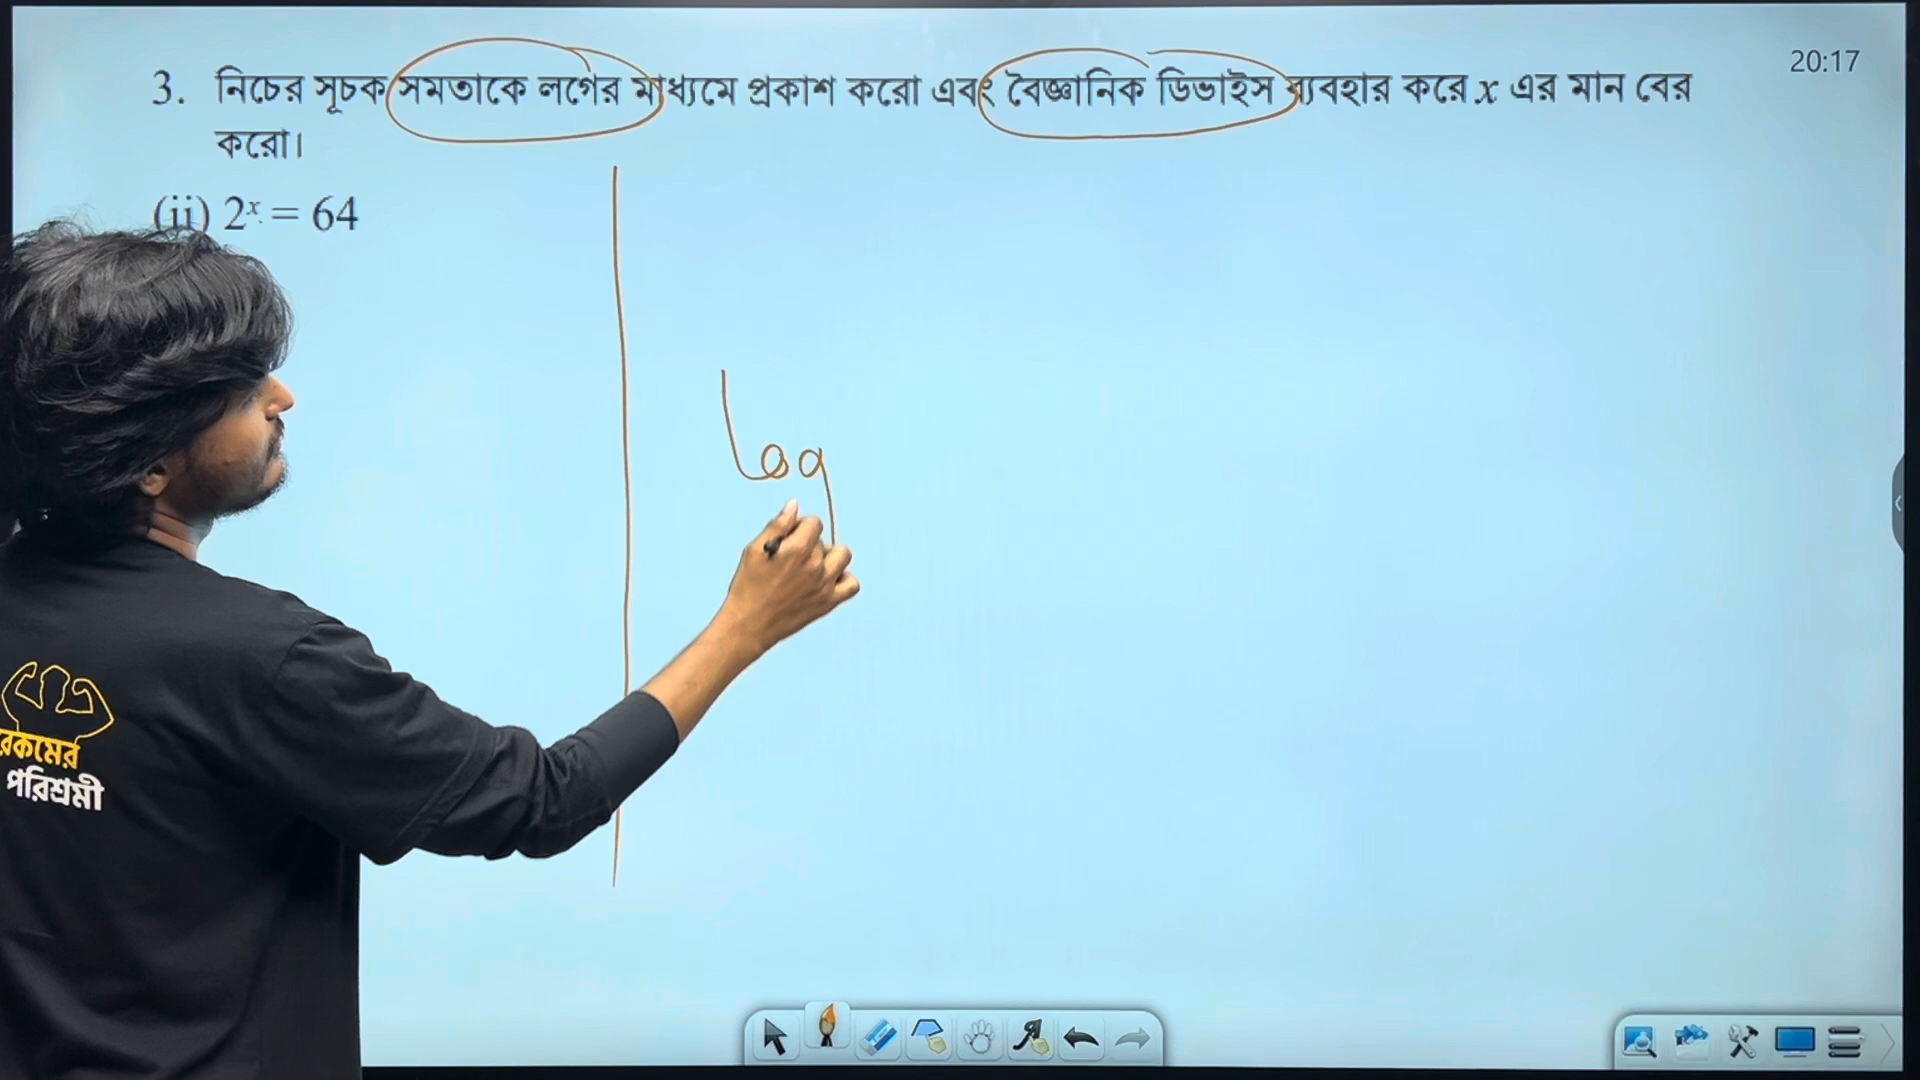 20:17
3. নিচের সূচক সমতাকে লগের মাধ্যমে প্রকাশ করো এবং বৈজ্ঞানিক ডিভাইস ব্যবহার করে x এর মান বের
করো।
(ii) 2ˣ = 64
log
রকমের
পরিশ্রমী